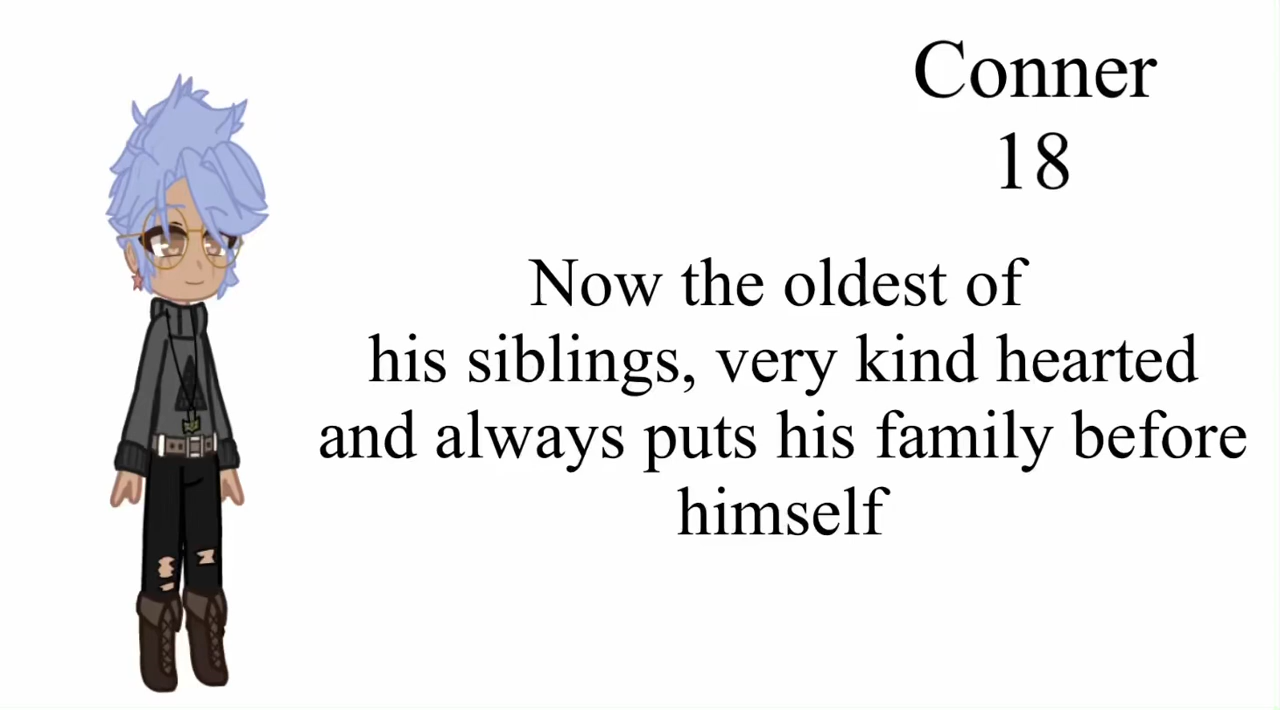 Conner
18
Now the oldest of
his siblings, very kind hearted
and always puts his family before
himself